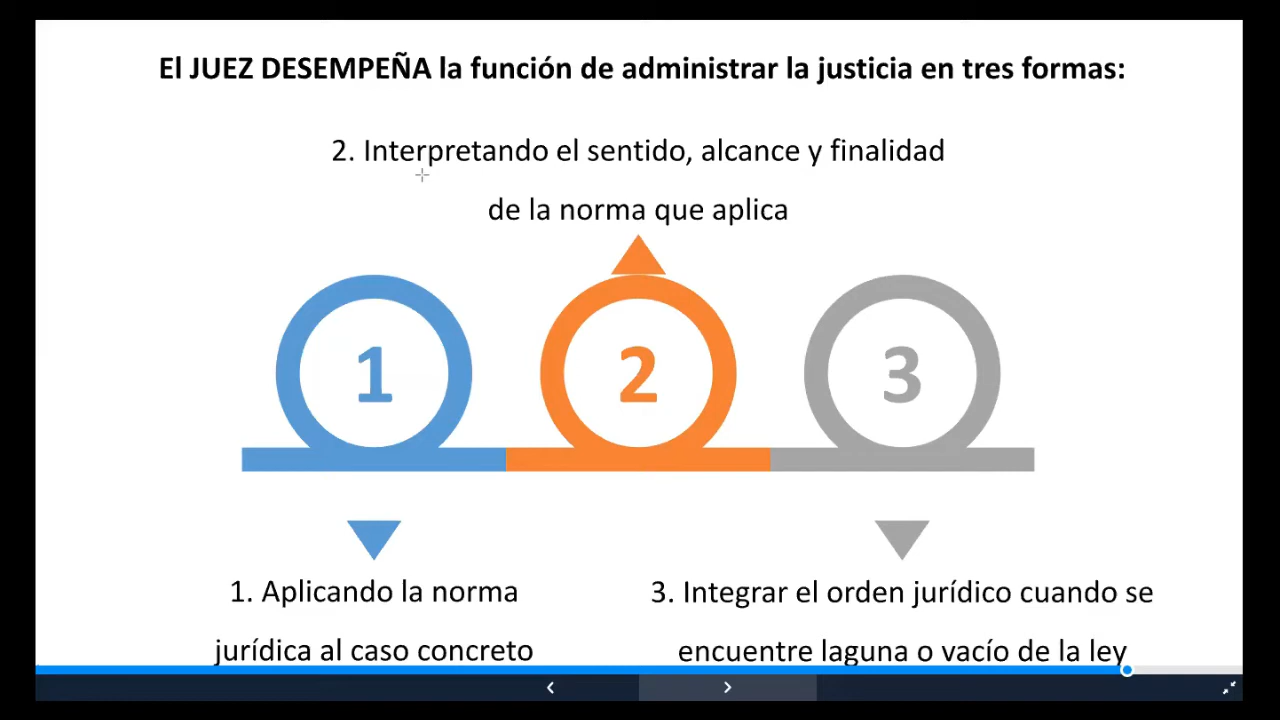 El JUEZ DESEMPEÑA la función de administrar la justicia en tres formas:
2. Interpretando el sentido, alcance y finalidad
de la norma que aplica
1
2
3
1. Aplicando la norma
jurídica al caso concreto
3. Integrar el orden jurídico cuando se
encuentre laguna o vacío de la ley